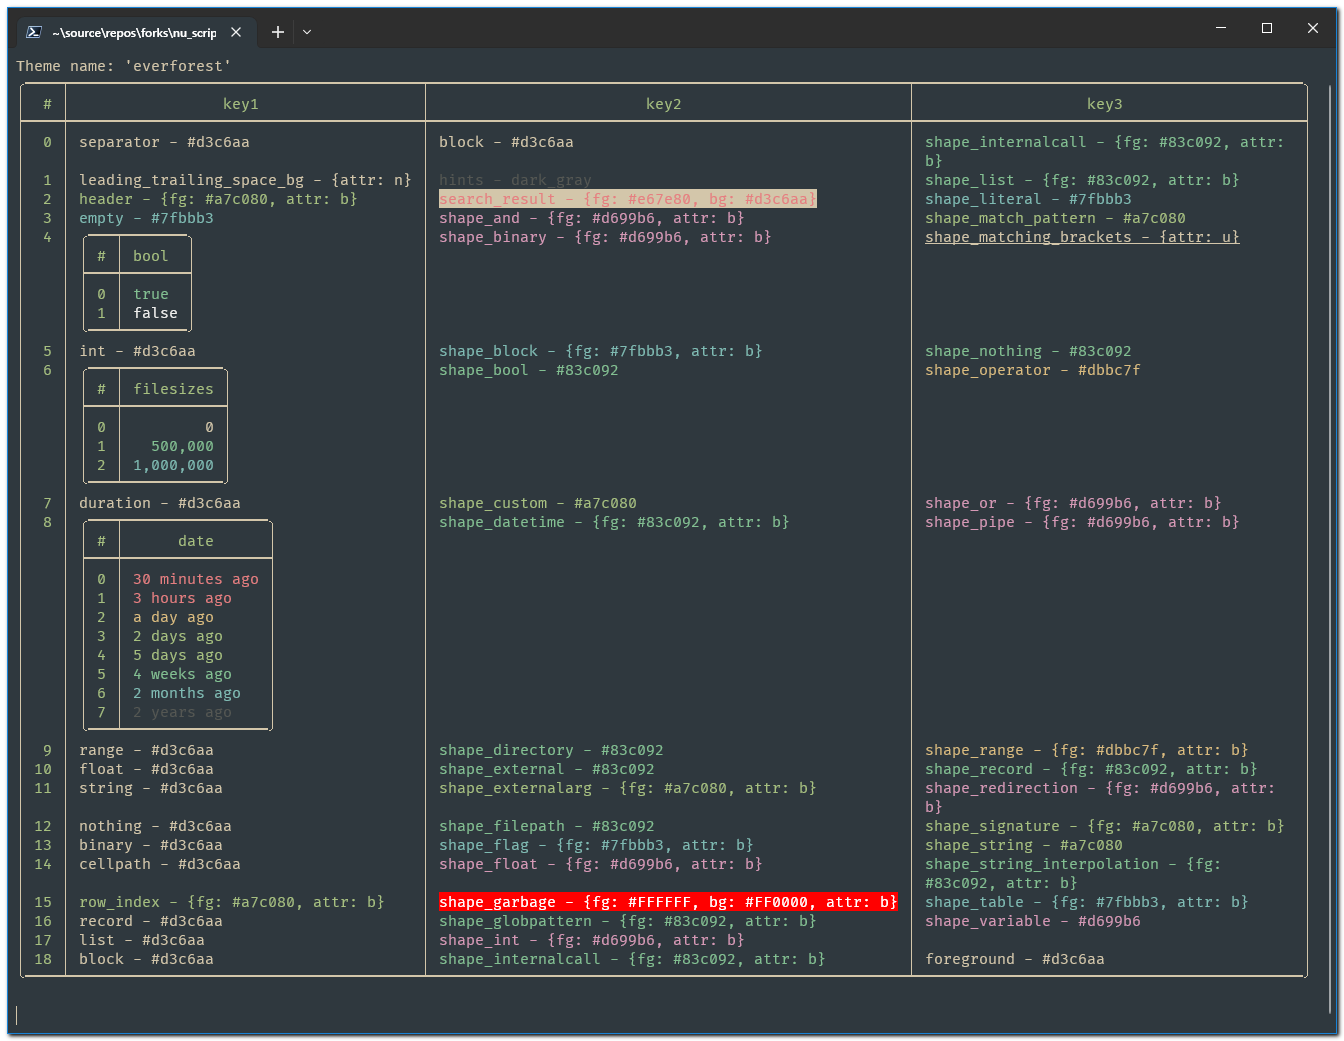 ~\source\repos\forks\nu_scrip
Theme name: 'everforest'
# key1 key2 key3
0 separator - #d3c6aa block - #d3c6aa shape_internalcall - {fg: #83c092, attr:
b}
1 leading_trailing_space_bg - {attr: n} hints - dark_gray shape_list - {fg: #83c092, attr: b}
2 header - {fg: #a7c080, attr: b} search_result - {fg: #e67e80, bg: #d3c6aa} shape_literal - #7fbbb3
3 empty - #7fbbb3 shape_and - {fg: #d699b6, attr: b} shape_match_pattern - #a7c080
4 shape_binary - {fg: #d699b6, attr: b} shape_matching_brackets - {attr: u}
# bool
0 true
1 false
5 int - #d3c6aa shape_block - {fg: #7fbbb3, attr: b} shape_nothing - #83c092
6 shape_bool - #83c092 shape_operator - #dbbc7f
# filesizes
0 0
1 500,000
2 1,000,000
7 duration - #d3c6aa shape_custom - #a7c080 shape_or - {fg: #d699b6, attr: b}
8 shape_datetime - {fg: #83c092, attr: b} shape_pipe - {fg: #d699b6, attr: b}
# date
0 30 minutes ago
1 3 hours ago
2 a day ago
3 2 days ago
4 5 days ago
5 4 weeks ago
6 2 months ago
7 2 years ago
9 range - #d3c6aa shape_directory - #83c092 shape_range - {fg: #dbbc7f, attr: b}
10 float - #d3c6aa shape_external - #83c092 shape_record - {fg: #83c092, attr: b}
11 string - #d3c6aa shape_externalarg - {fg: #a7c080, attr: b} shape_redirection - {fg: #d699b6, attr:
b}
12 nothing - #d3c6aa shape_filepath - #83c092 shape_signature - {fg: #a7c080, attr: b}
13 binary - #d3c6aa shape_flag - {fg: #7fbbb3, attr: b} shape_string - #a7c080
14 cellpath - #d3c6aa shape_float - {fg: #d699b6, attr: b} shape_string_interpolation - {fg:
#83c092, attr: b}
15 row_index - {fg: #a7c080, attr: b} shape_garbage - {fg: #FFFFFF, bg: #FF0000, attr: b} shape_table - {fg: #7fbbb3, attr: b}
16 record - #d3c6aa shape_globpattern - {fg: #83c092, attr: b} shape_variable - #d699b6
17 list - #d3c6aa shape_int - {fg: #d699b6, attr: b}
18 block - #d3c6aa shape_internalcall - {fg: #83c092, attr: b} foreground - #d3c6aa